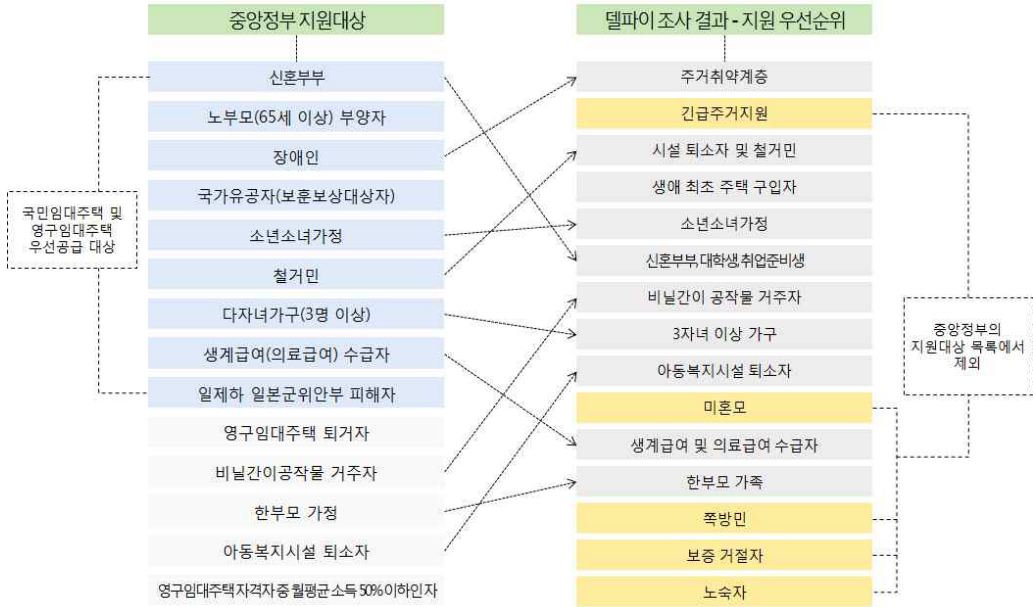 중앙정부 지원대상
신혼부부
노부모(65세 이상) 부양자
장애인
국가유공자(보훈보상대상자)
소년소녀가정
철거민
다자녀가구(3명 이상)
생계급여(의료급여) 수급자
일제하 일본군위안부 피해자
영구임대주택 퇴거자
비닐간이공작물 거주자
한부모 가정
아동복지시설 퇴소자
영구임대주택 자격자 중 월평균 소득 50% 이하인 자
국민임대주택 및
영구임대주택
우선공급 대상
델파이 조사 결과 - 지원 우선순위
주거취약계층
긴급주거지원
시설 퇴소자 및 철거민
생애 최초 주택 구입자
소년소녀가정
신혼부부, 대학생, 취업준비생
비닐간이 공작물 거주자
3자녀 이상 가구
아동복지시설 퇴소자
미혼모
생계급여 및 의료급여 수급자
한부모 가족
쪽방민
보증 거절자
노숙자
중앙정부의
지원대상 목록에서
제외